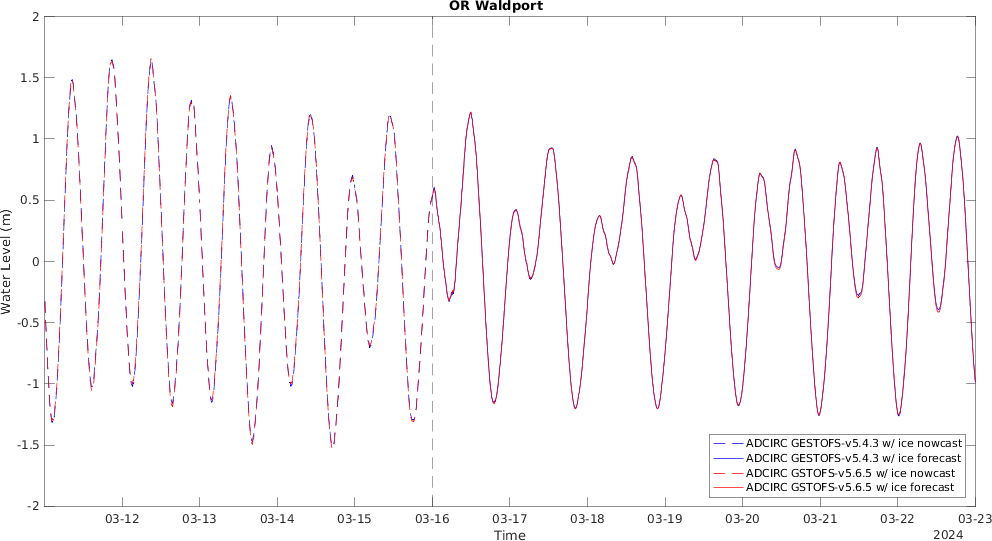 OR Waldport
2
1.5
1
0.5
0
-0.5
-1
-1.5
-2
Water Level (m)
ADCIRC GESTOFS-v5.4.3 w/ ice nowcast
ADCIRC GESTOFS-v5.4.3 w/ ice forecast
ADCIRC GSTOFS-v5.6.5 w/ ice nowcast
ADCIRC GSTOFS-v5.6.5 w/ ice forecast
03-12 03-13 03-14 03-15 03-16 03-17 03-18 03-19 03-20 03-21 03-22 03-23
Time
2024